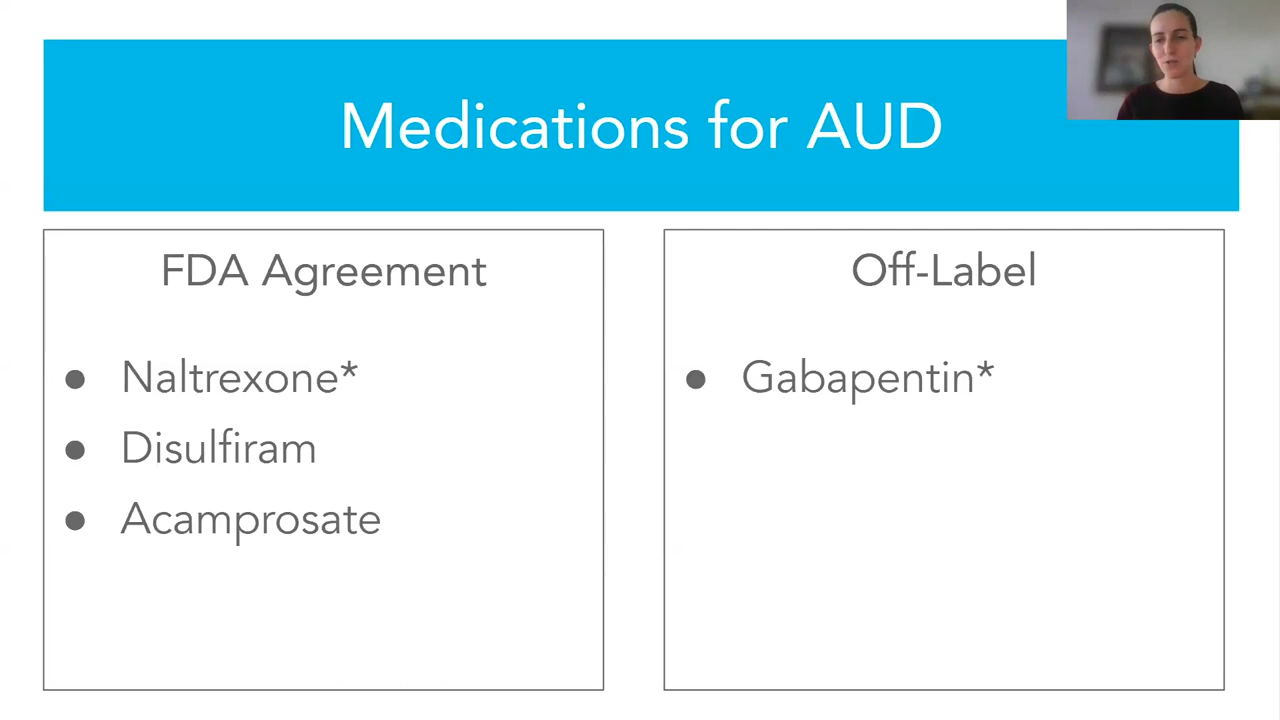 Medications for AUD
FDA Agreement
● Naltrexone*
● Disulfiram
● Acamprosate
Off-Label
● Gabapentin*